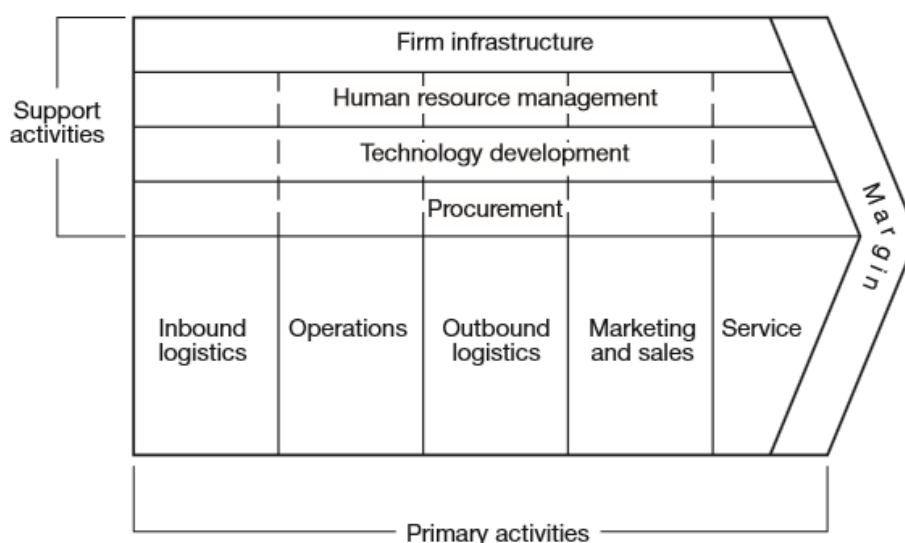 Firm infrastructure
Human resource management
Support
activities
Technology development
Procurement
Margin
Inbound
logistics
Operations
Outbound
logistics
Marketing
and sales
Service
Primary activities